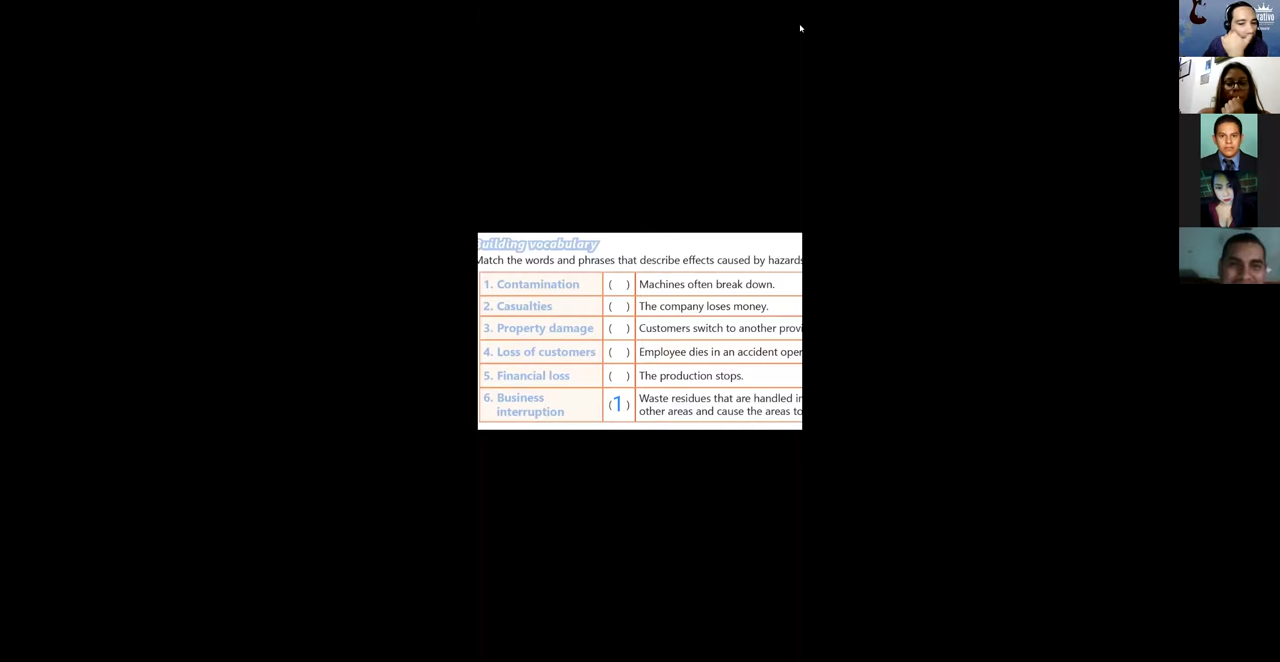 Building vocabulary
Match the words and phrases that describe effects caused by hazards
1. Contamination ( ) Machines often break down.
2. Casualties ( ) The company loses money.
3. Property damage ( ) Customers switch to another provi
4. Loss of customers ( ) Employee dies in an accident oper
5. Financial loss ( ) The production stops.
6. Business interruption (1) Waste residues that are handled in
other areas and cause the areas to